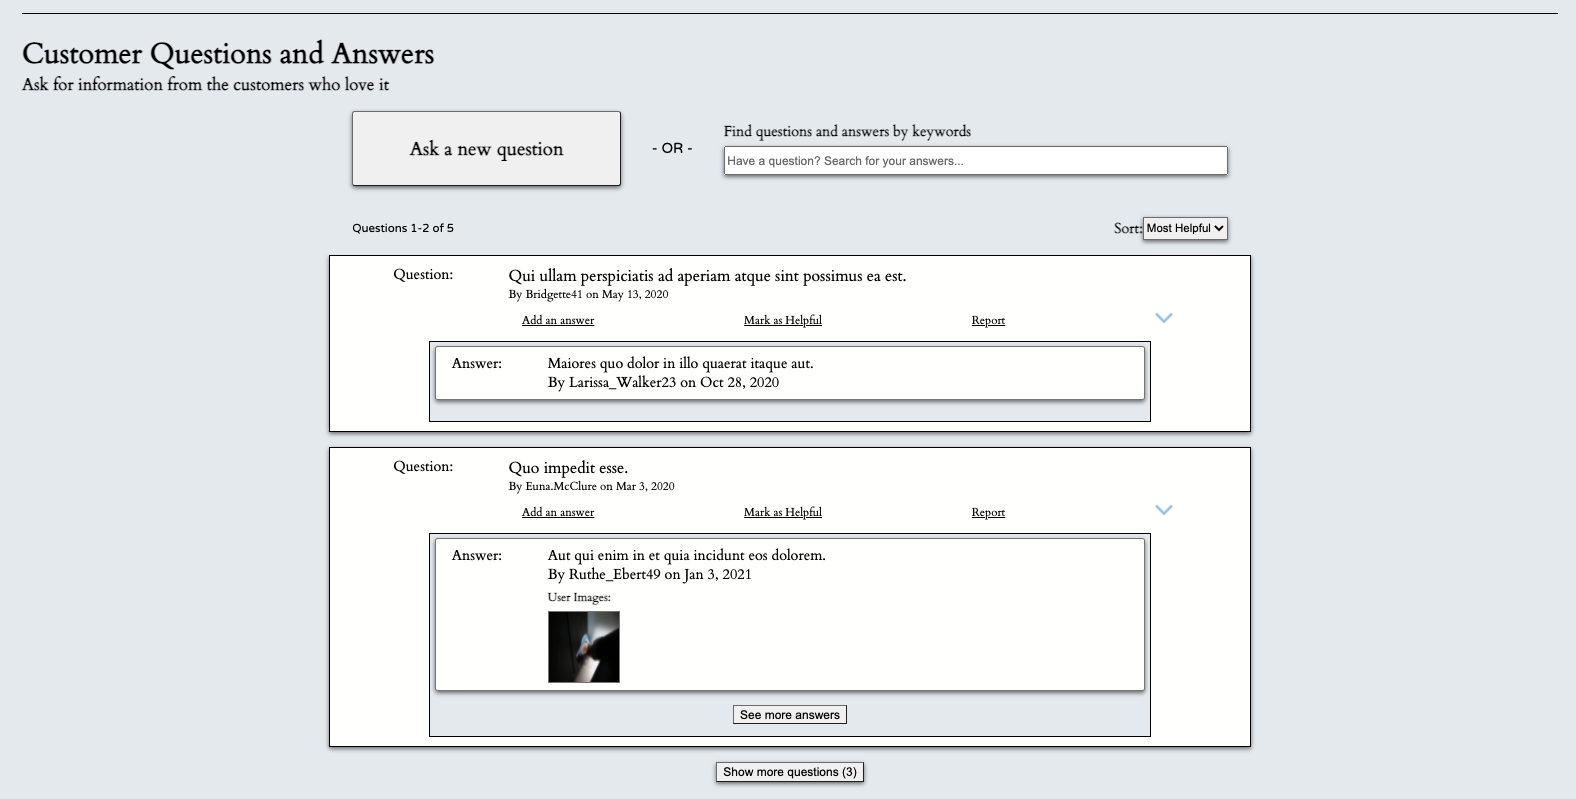 Customer Questions and Answers
Ask for information from the customers who love it
Ask a new question
- OR -
Find questions and answers by keywords
Have a question? Search for your answers...
Questions 1-2 of 5
Sort: Most Helpful
Question: Qui ullam perspiciatis ad aperiam atque sint possimus ea est.
By Bridgette41 on May 13, 2020
Add an answer Mark as Helpful Report
Answer: Maiores quo dolor in illo quaerat itaque aut.
By Larissa_Walker23 on Oct 28, 2020
Question: Quo impedit esse.
By Euna.McClure on Mar 3, 2020
Add an answer Mark as Helpful Report
Answer: Aut qui enim in et quia incidunt eos dolorem.
By Ruthe_Ebert49 on Jan 3, 2021
User Images:
See more answers
Show more questions (3)